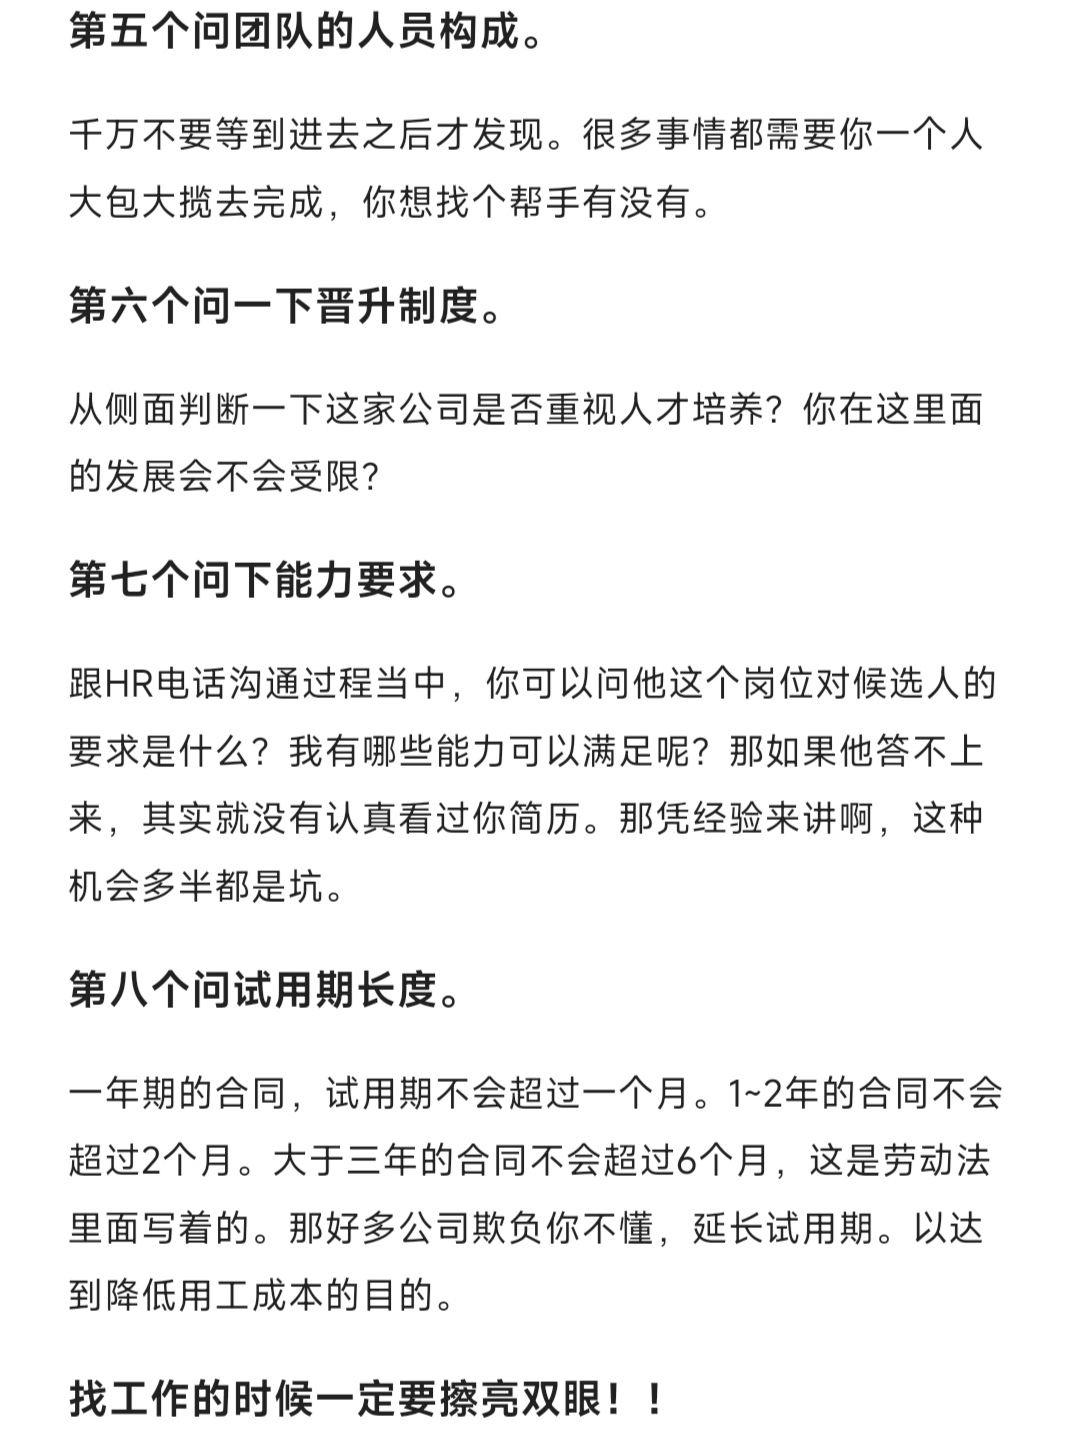 第五个问团队的人员构成。
千万不要等到进去之后才发现。很多事情都需要你一个人
大包大揽去完成，你想找个帮手有没有。
第六个问一下晋升制度。
从侧面判断一下这家公司是否重视人才培养？你在这里面
的发展会不会受限？
第七个问下能力要求。
跟HR电话沟通过程当中，你可以问他这个岗位对候选人的
要求是什么？我有哪些能力可以满足呢？那如果他答不上
来，其实就没有认真看过你简历。那凭经验来讲啊，这种
机会多半都是坑。
第八个问试用期长度。
一年期的合同，试用期不会超过一个月。1~2年的合同不会
超过2个月。大于三年的合同不会超过6个月，这是劳动法
里面写着的。那好多公司欺负你不懂，延长试用期。以达
到降低用工成本的目的。
找工作的时候一定要擦亮双眼！！